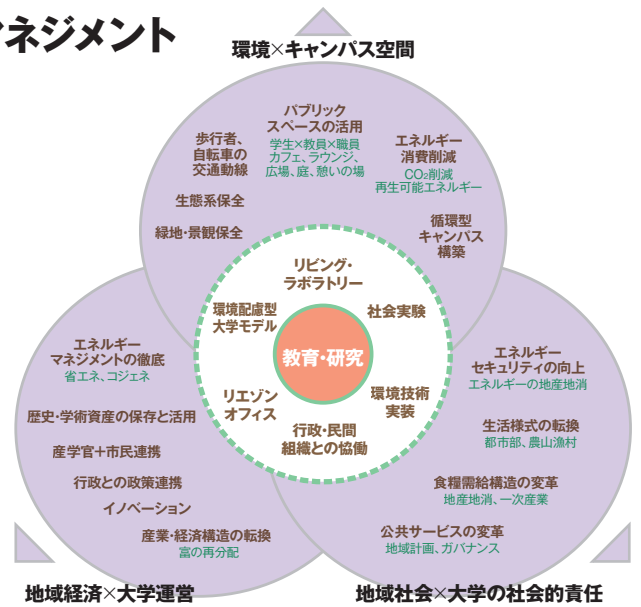 マネジメント
環境×キャンパス空間
パブリック
スペースの活用
学生×教員×職員
カフェ、ラウンジ、
広場、庭、憩いの場
歩行者、
自転車の
交通動線
生態系保全
緑地・景観保全
エネルギー
消費削減
CO₂削減
再生可能エネルギー
循環型
キャンパス
構築
リビング・
ラボラトリー
環境配慮型
大学モデル
社会実験
教育・研究
リエゾン
オフィス
環境技術
実装
行政・民間
組織との恊働
エネルギー
マネジメントの徹底
省エネ、コジェネ
歴史・学術資産の保存と活用
産学官+市民連携
行政との政策連携
イノベーション
産業・経済構造の転換
富の再分配
エネルギー
セキュリティの向上
エネルギーの地産地消
生活様式の転換
都市部、農山漁村
食糧需給構造の変革
地産地消、一次産業
公共サービスの変革
地域計画、ガバナンス
地域経済×大学運営
地域社会×大学の社会的責任